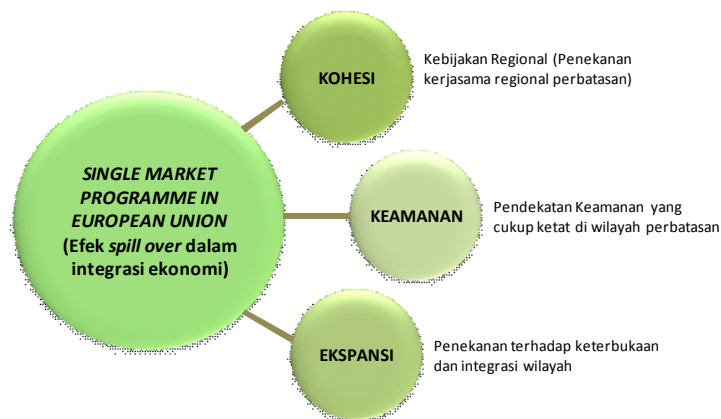 KOHESI
Kebijakan Regional (Penekanan
kerjasama regional perbatasan)
SINGLE MARKET
PROGRAMME IN
EUROPEAN UNION
(Efek spill over dalam
integrasi ekonomi)
KEAMANAN
Pendekatan Keamanan yang
cukup ketat di wilayah perbatasan
EKSPANSI
Penekanan terhadap keterbukaan
dan integrasi wilayah